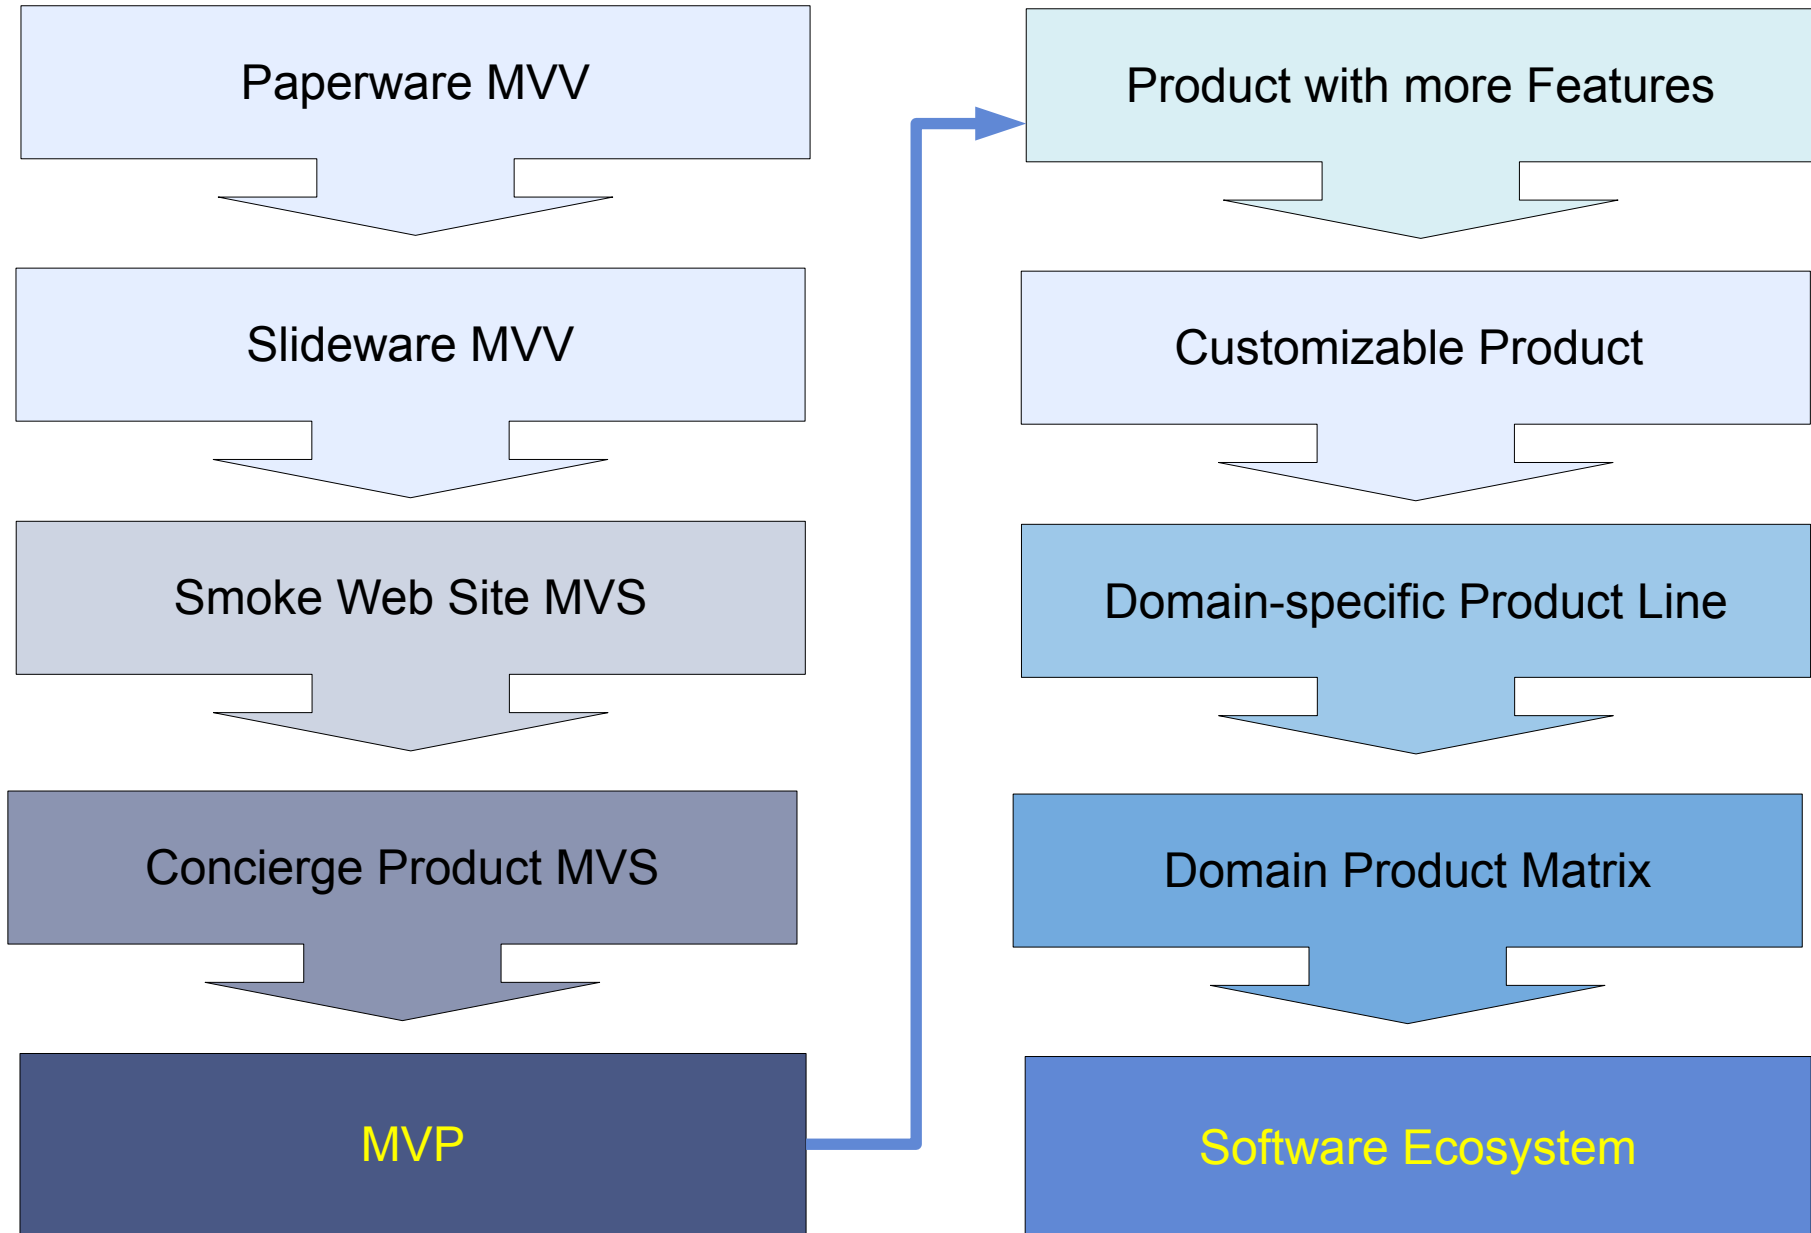 Paperware MVV
Slideware MVV
Smoke Web Site MVS
Concierge Product MVS
MVP
Product with more Features
Customizable Product
Domain-specific Product Line
Domain Product Matrix
Software Ecosystem